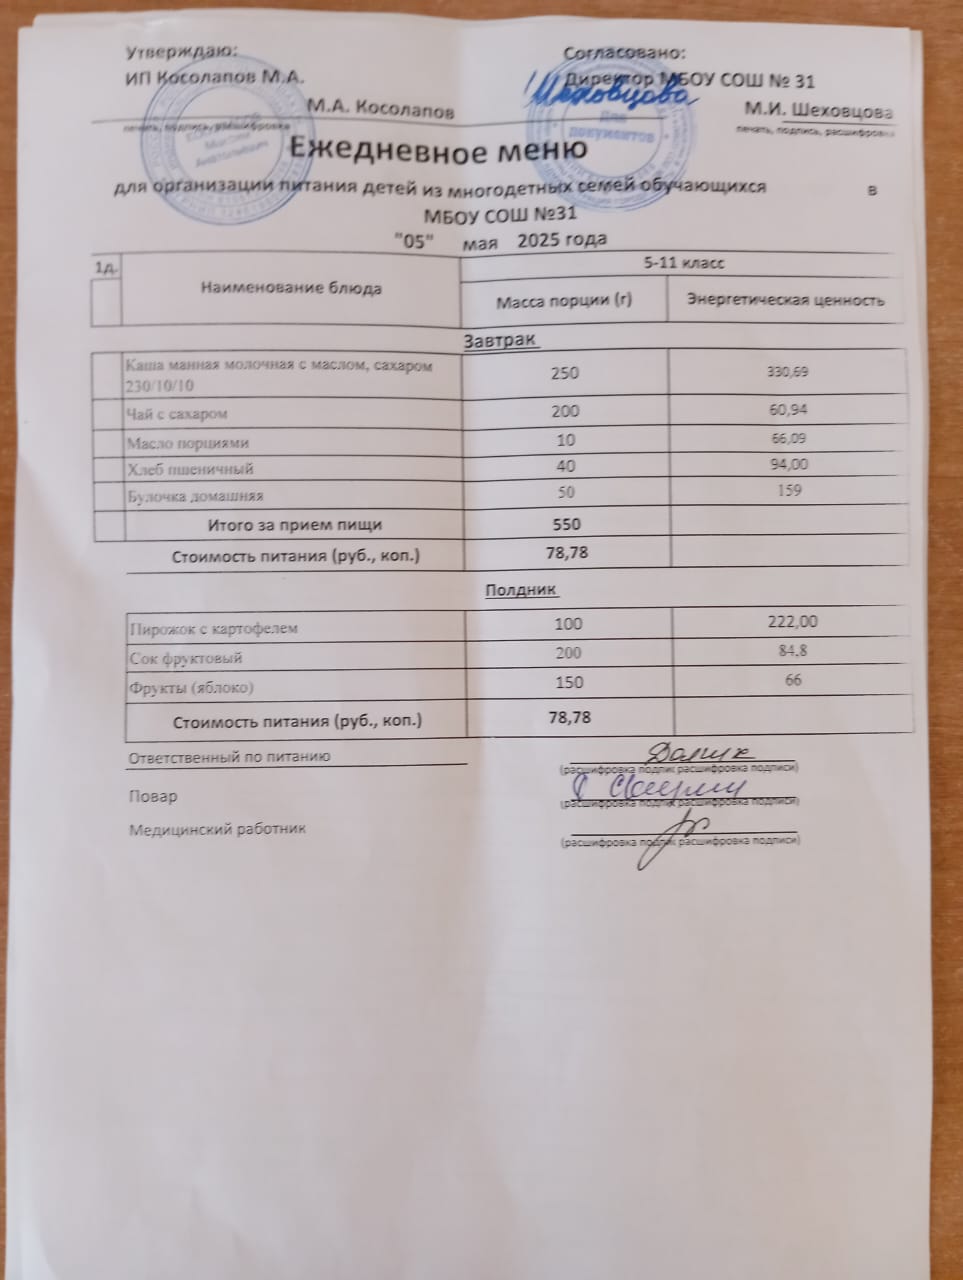 Утверждаю: Согласовано:
ИП Косолапов М.А. Директор МБОУ СОШ № 31
Шеховцова
М.А. Косолапов М.И. Шеховцова
печать, подпись, расшифровка печать, подпись, расшифровка
Для документов
Ежедневное меню
для организации питания детей из многодетных семей обучающихся в
МБОУ СОШ №31
"05" мая 2025 года
1д. Наименование блюда 5-11 класс
Масса порции (г) Энергетическая ценность
Завтрак
Каша манная молочная с маслом, сахаром 250 330,69
230/10/10
Чай с сахаром 200 60,94
Масло порциями 10 66,09
Хлеб пшеничный 40 94,00
Булочка домашняя 50 159
Итого за прием пищи 550
Стоимость питания (руб., коп.) 78,78
Полдник
Пирожок с картофелем 100 222,00
Сок фруктовый 200 84,8
Фрукты (яблоко) 150 66
Стоимость питания (руб., коп.) 78,78
Ответственный по питанию
(расшифровка подпис расшифровка подписи)
Повар
(расшифровка подпис расшифровка подписи)
Медицинский работник
(расшифровка подпис расшифровка подписи)